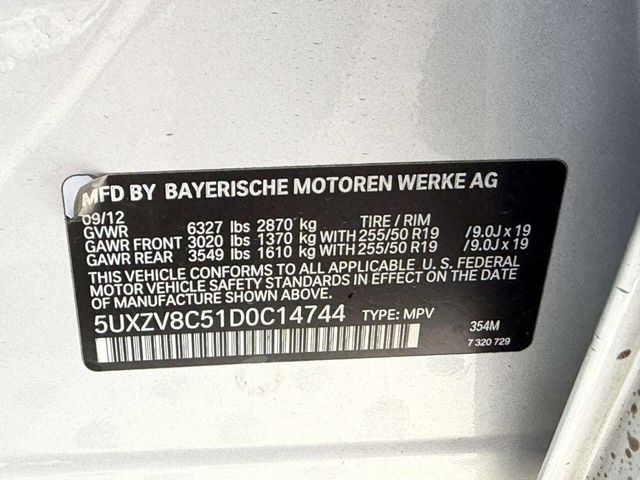 MFD BY BAYERISCHE MOTOREN WERKE AG
09/12
GVWR 6327 lbs 2870 kg TIRE / RIM
GAWR FRONT 3020 lbs 1370 kg WITH 255/50 R19 /9.0J x 19
GAWR REAR 3549 lbs 1610 kg WITH 255/50 R19 /9.0J x 19
THIS VEHICLE CONFORMS TO ALL APPLICABLE U. S. FEDERAL
MOTOR VEHICLE SAFETY STANDARDS IN EFFECT ON THE DATE
OF MANUFACTURE SHOWN ABOVE.
5UXZV8C51D0C14744 TYPE: MPV 354M
7 320 729